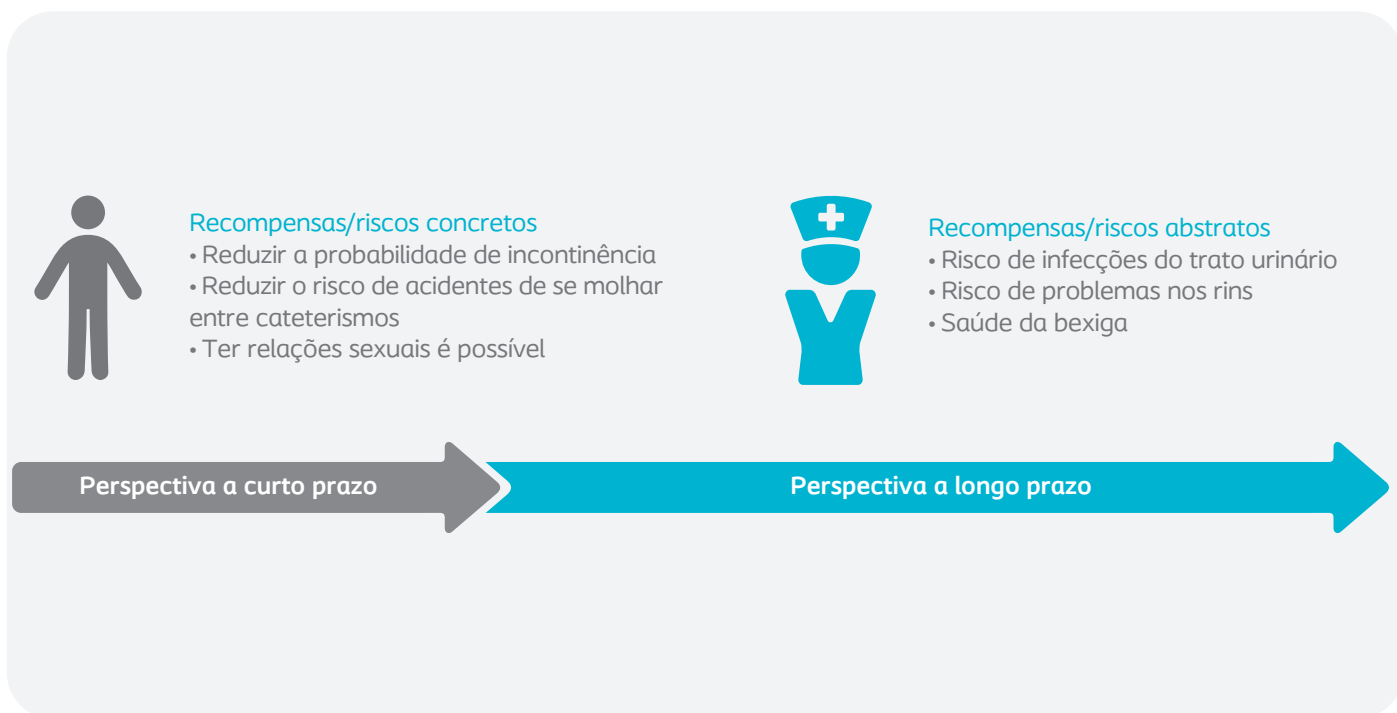 Recompensas/riscos concretos
• Reduzir a probabilidade de incontinência
• Reduzir o risco de acidentes de se molhar
entre cateterismos
• Ter relações sexuais é possível
Recompensas/riscos abstratos
• Risco de infecções do trato urinário
• Risco de problemas nos rins
• Saúde da bexiga
Perspectiva a curto prazo
Perspectiva a longo prazo